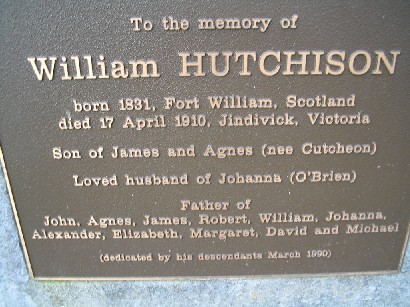 To the memory of
William HUTCHISON
born 1831, Fort William, Scotland
died 17 April 1910, Jindivick, Victoria
Son of James and Agnes (nee Cutcheon)
Loved husband of Johanna (O'Brien)
Father of
John, Agnes, James, Robert, William, Johanna,
Alexander, Elizabeth, Margaret, David and Michael
(dedicated by his descendants March 1990)